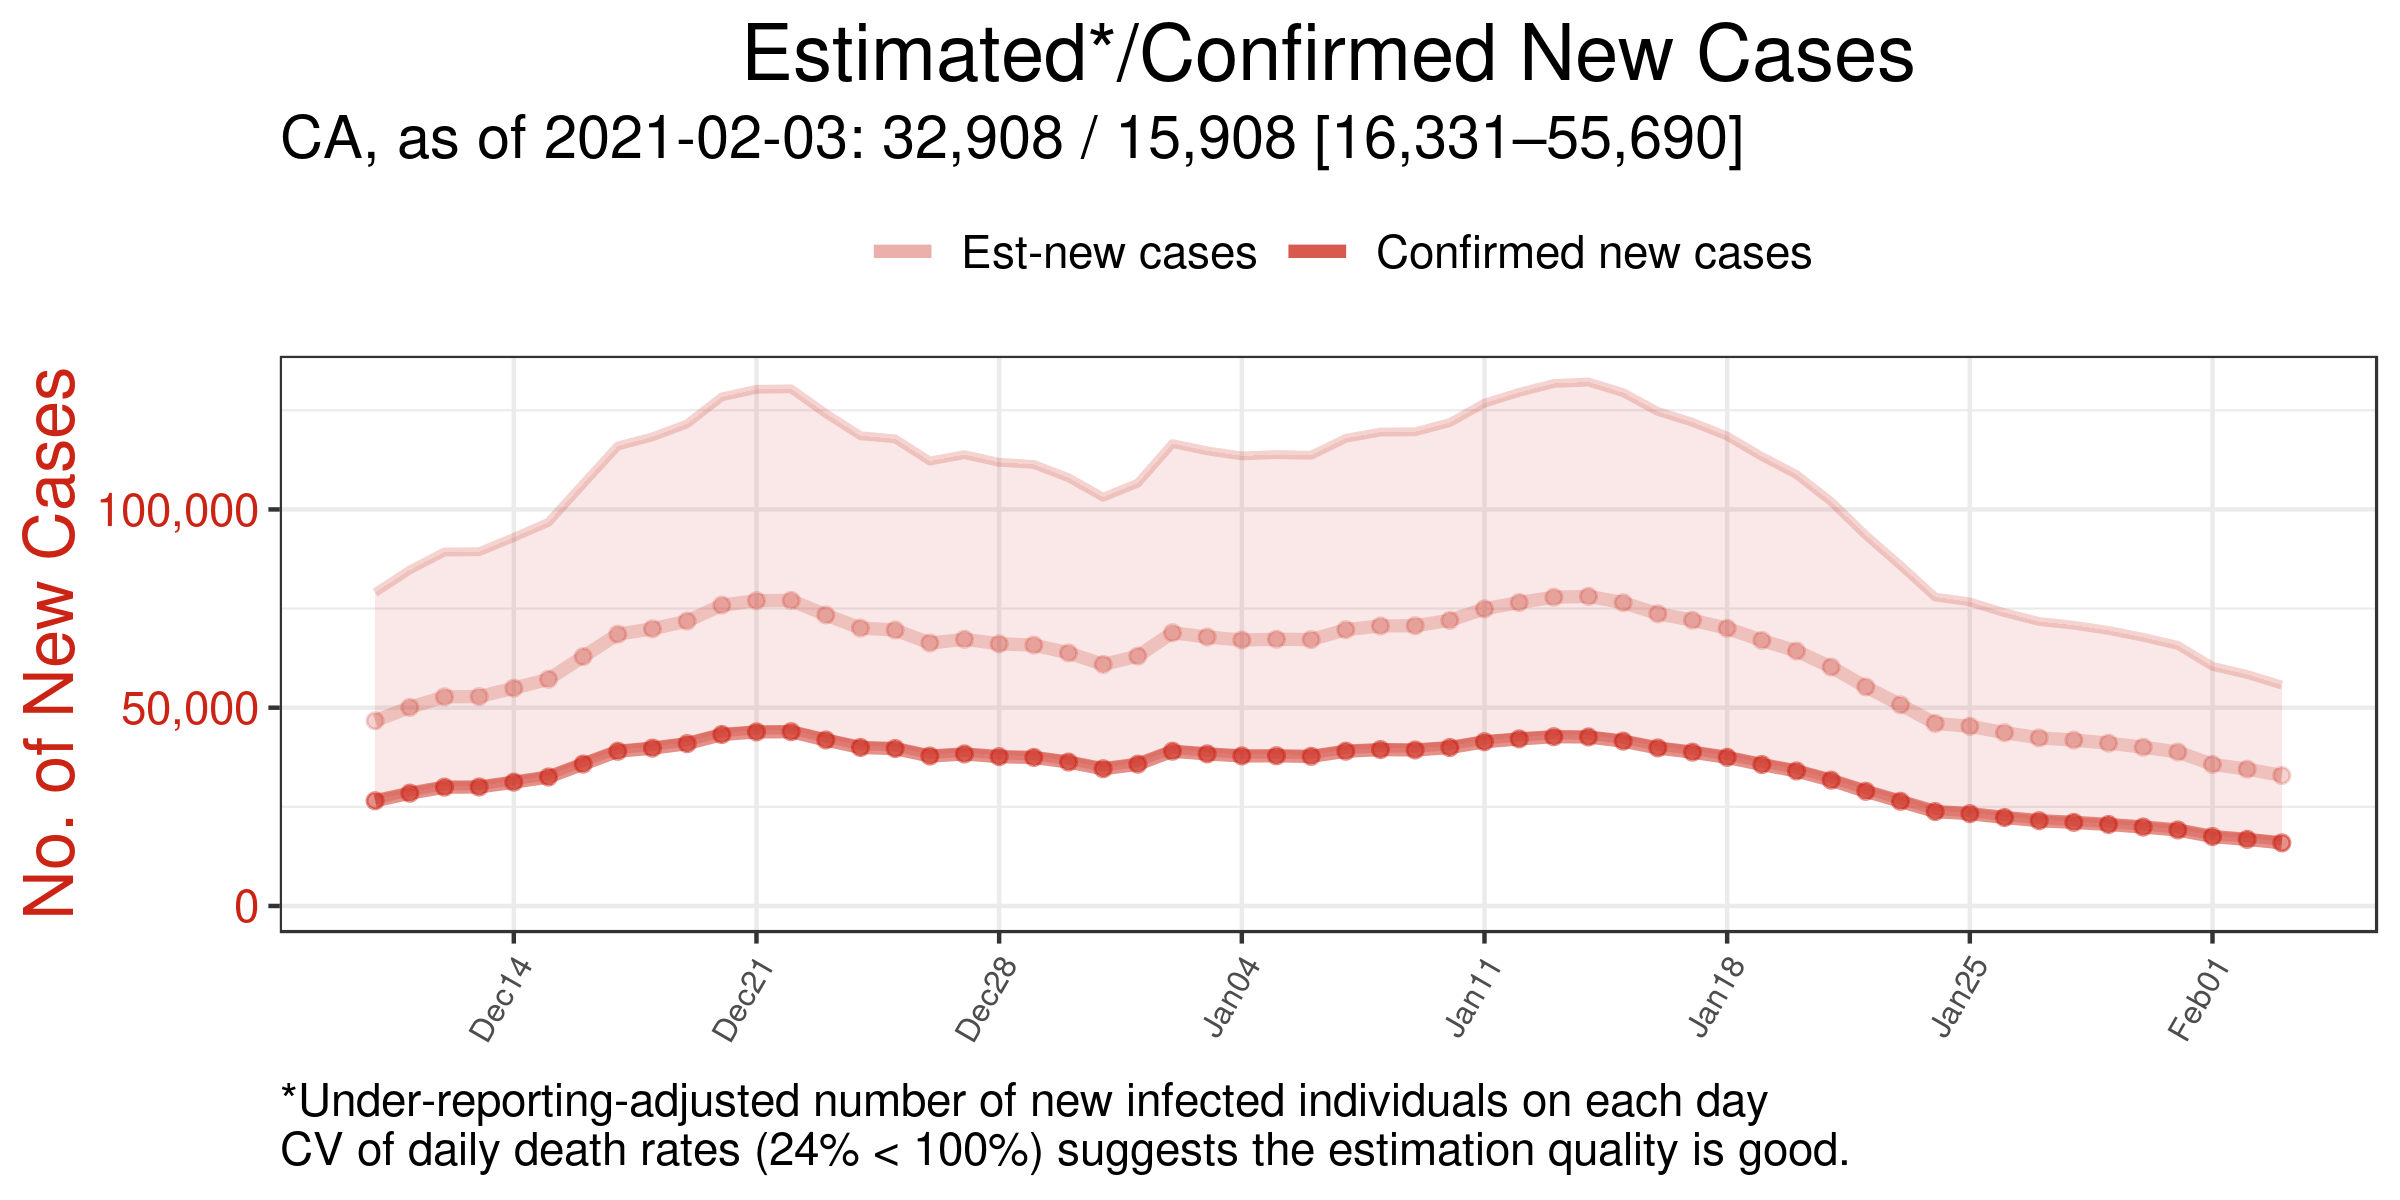 Estimated*/Confirmed New Cases
CA, as of 2021-02-03: 32,908 / 15,908 [16,331–55,690]
Est-new cases
Confirmed new cases
No. of New Cases
100,000
50,000
0
Dec14
Dec21
Dec28
Jan04
Jan11
Jan18
Jan25
Feb01
*Under-reporting-adjusted number of new infected individuals on each day
CV of daily death rates (24% < 100%) suggests the estimation quality is good.